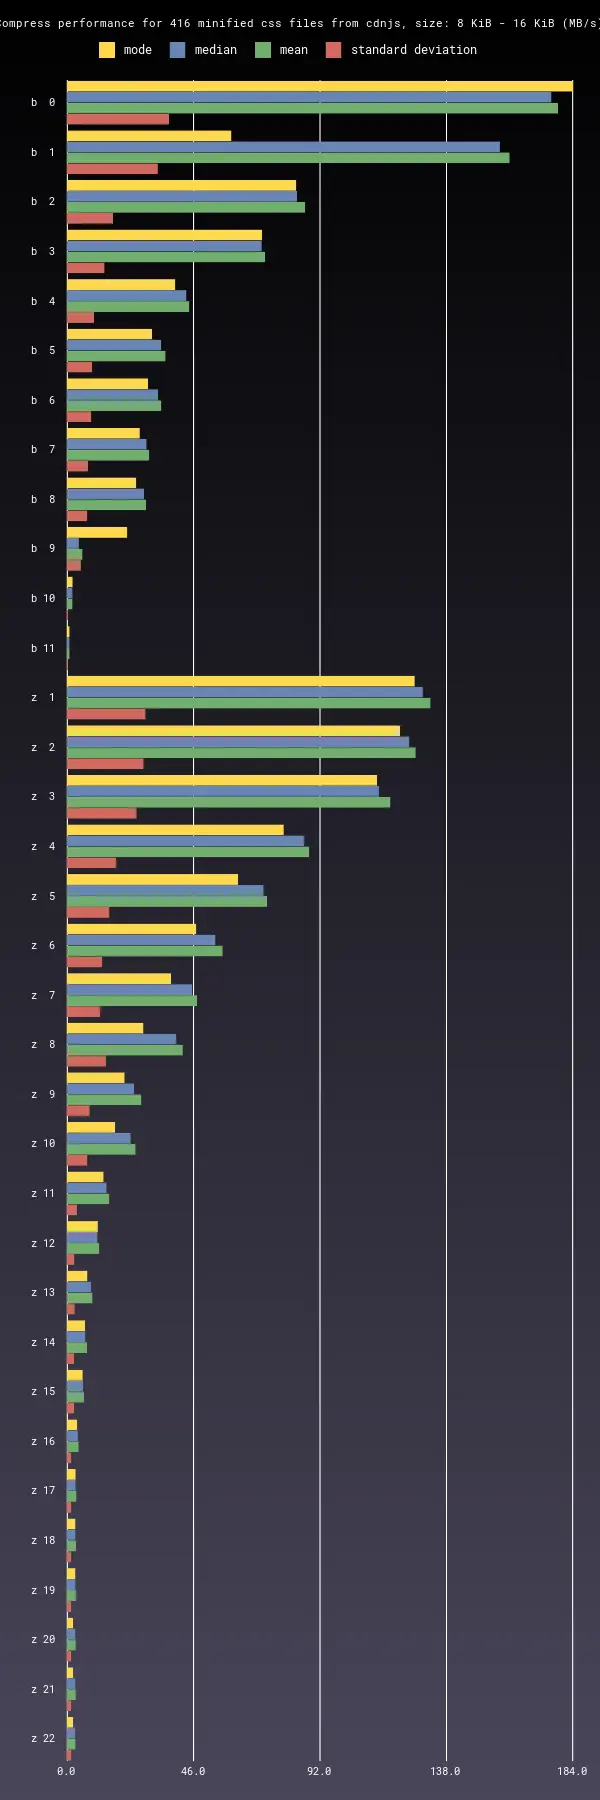 ompress performance for 416 minified css files from cdnjs, size: 8 KiB - 16 KiB (MB/s)
mode median mean standard deviation
b 0
b 1
b 2
b 3
b 4
b 5
b 6
b 7
b 8
b 9
b 10
b 11
z 1
z 2
z 3
z 4
z 5
z 6
z 7
z 8
z 9
z 10
z 11
z 12
z 13
z 14
z 15
z 16
z 17
z 18
z 19
z 20
z 21
z 22
0.0 46.0 92.0 138.0 184.0